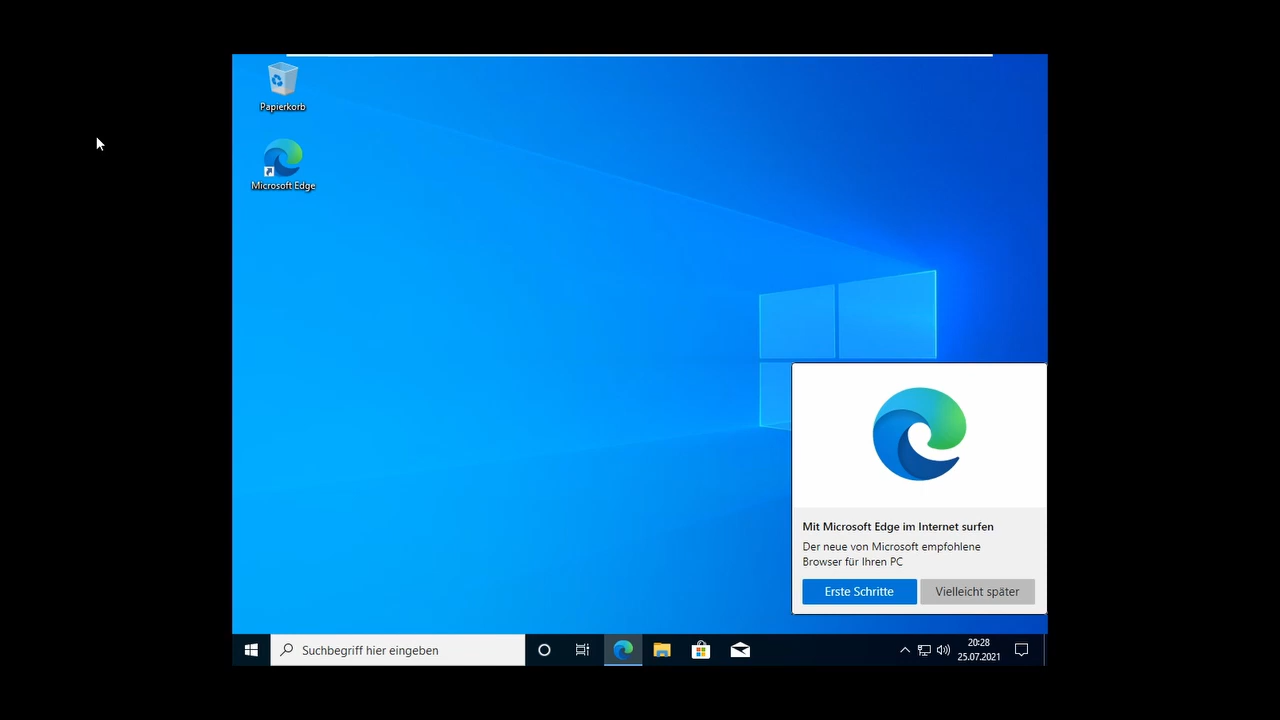 Papierkorb
Microsoft Edge
Mit Microsoft Edge im Internet surfen
Der neue von Microsoft empfohlene
Browser für Ihren PC
Erste Schritte
Vielleicht später
Suchbegriff hier eingeben
20:28
25.07.2021